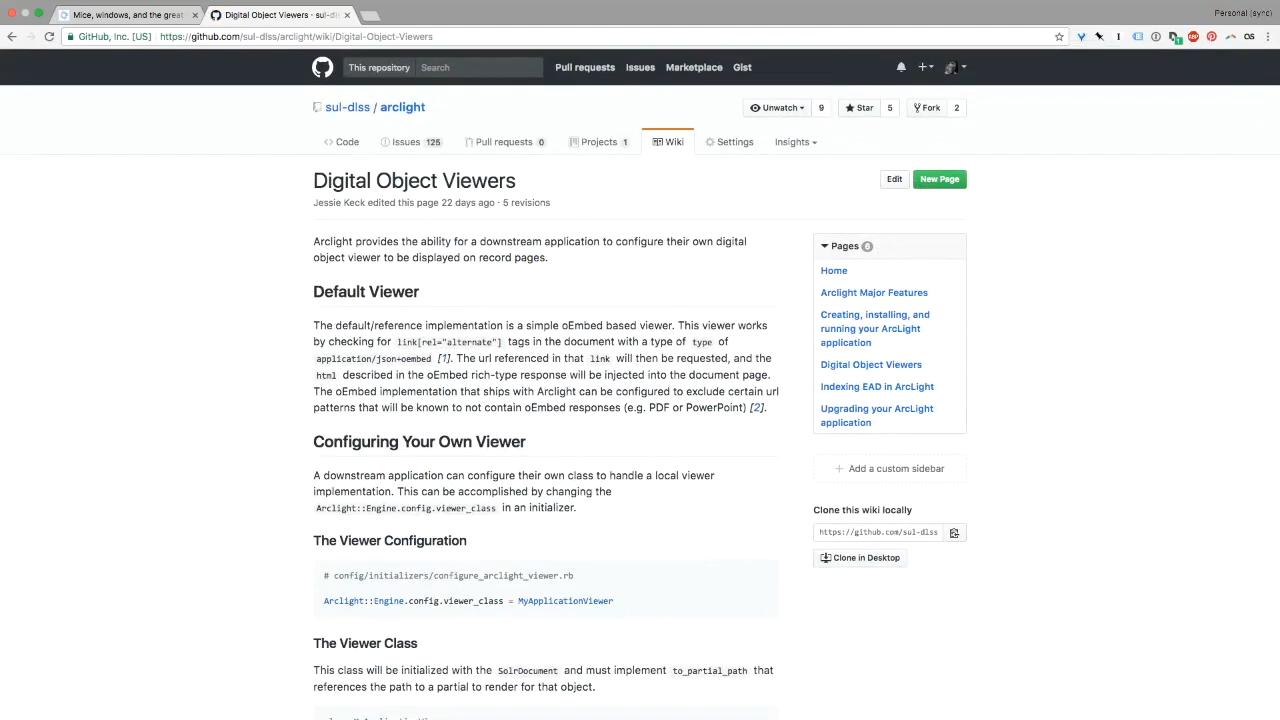 Mice, windows, and the great
Digital Object Viewers · sul-dls
Personal (sync)
GitHub, Inc. [US] https://github.com/sul-dlss/arclight/wiki/Digital-Object-Viewers
This repository Search Pull requests Issues Marketplace Gist
sul-dlss / arclight
Unwatch 9 Star 5 Fork 2
Code Issues 125 Pull requests 0 Projects 1 Wiki Settings Insights
Digital Object Viewers
Edit New Page
Jessie Keck edited this page 22 days ago · 5 revisions
Arclight provides the ability for a downstream application to configure their own digital
object viewer to be displayed on record pages.
Default Viewer
The default/reference implementation is a simple oEmbed based viewer. This viewer works
by checking for link[rel="alternate"] tags in the document with a type of type of
application/json+oembed [1]. The url referenced in that link will then be requested, and the
html described in the oEmbed rich-type response will be injected into the document page.
The oEmbed implementation that ships with Arclight can be configured to exclude certain url
patterns that will be known to not contain oEmbed responses (e.g. PDF or PowerPoint) [2].
Configuring Your Own Viewer
A downstream application can configure their own class to handle a local viewer
implementation. This can be accomplished by changing the
Arclight::Engine.config.viewer_class in an initializer.
The Viewer Configuration
# config/initializers/configure_arclight_viewer.rb
Arclight::Engine.config.viewer_class = MyApplicationViewer
The Viewer Class
This class will be initialized with the SolrDocument and must implement to_partial_path that
references the path to a partial to render for that object.
Pages 6
Home
Arclight Major Features
Creating, installing, and
running your ArcLight
application
Digital Object Viewers
Indexing EAD in ArcLight
Upgrading your ArcLight
application
Add a custom sidebar
Clone this wiki locally
https://github.com/sul-dlss
Clone in Desktop